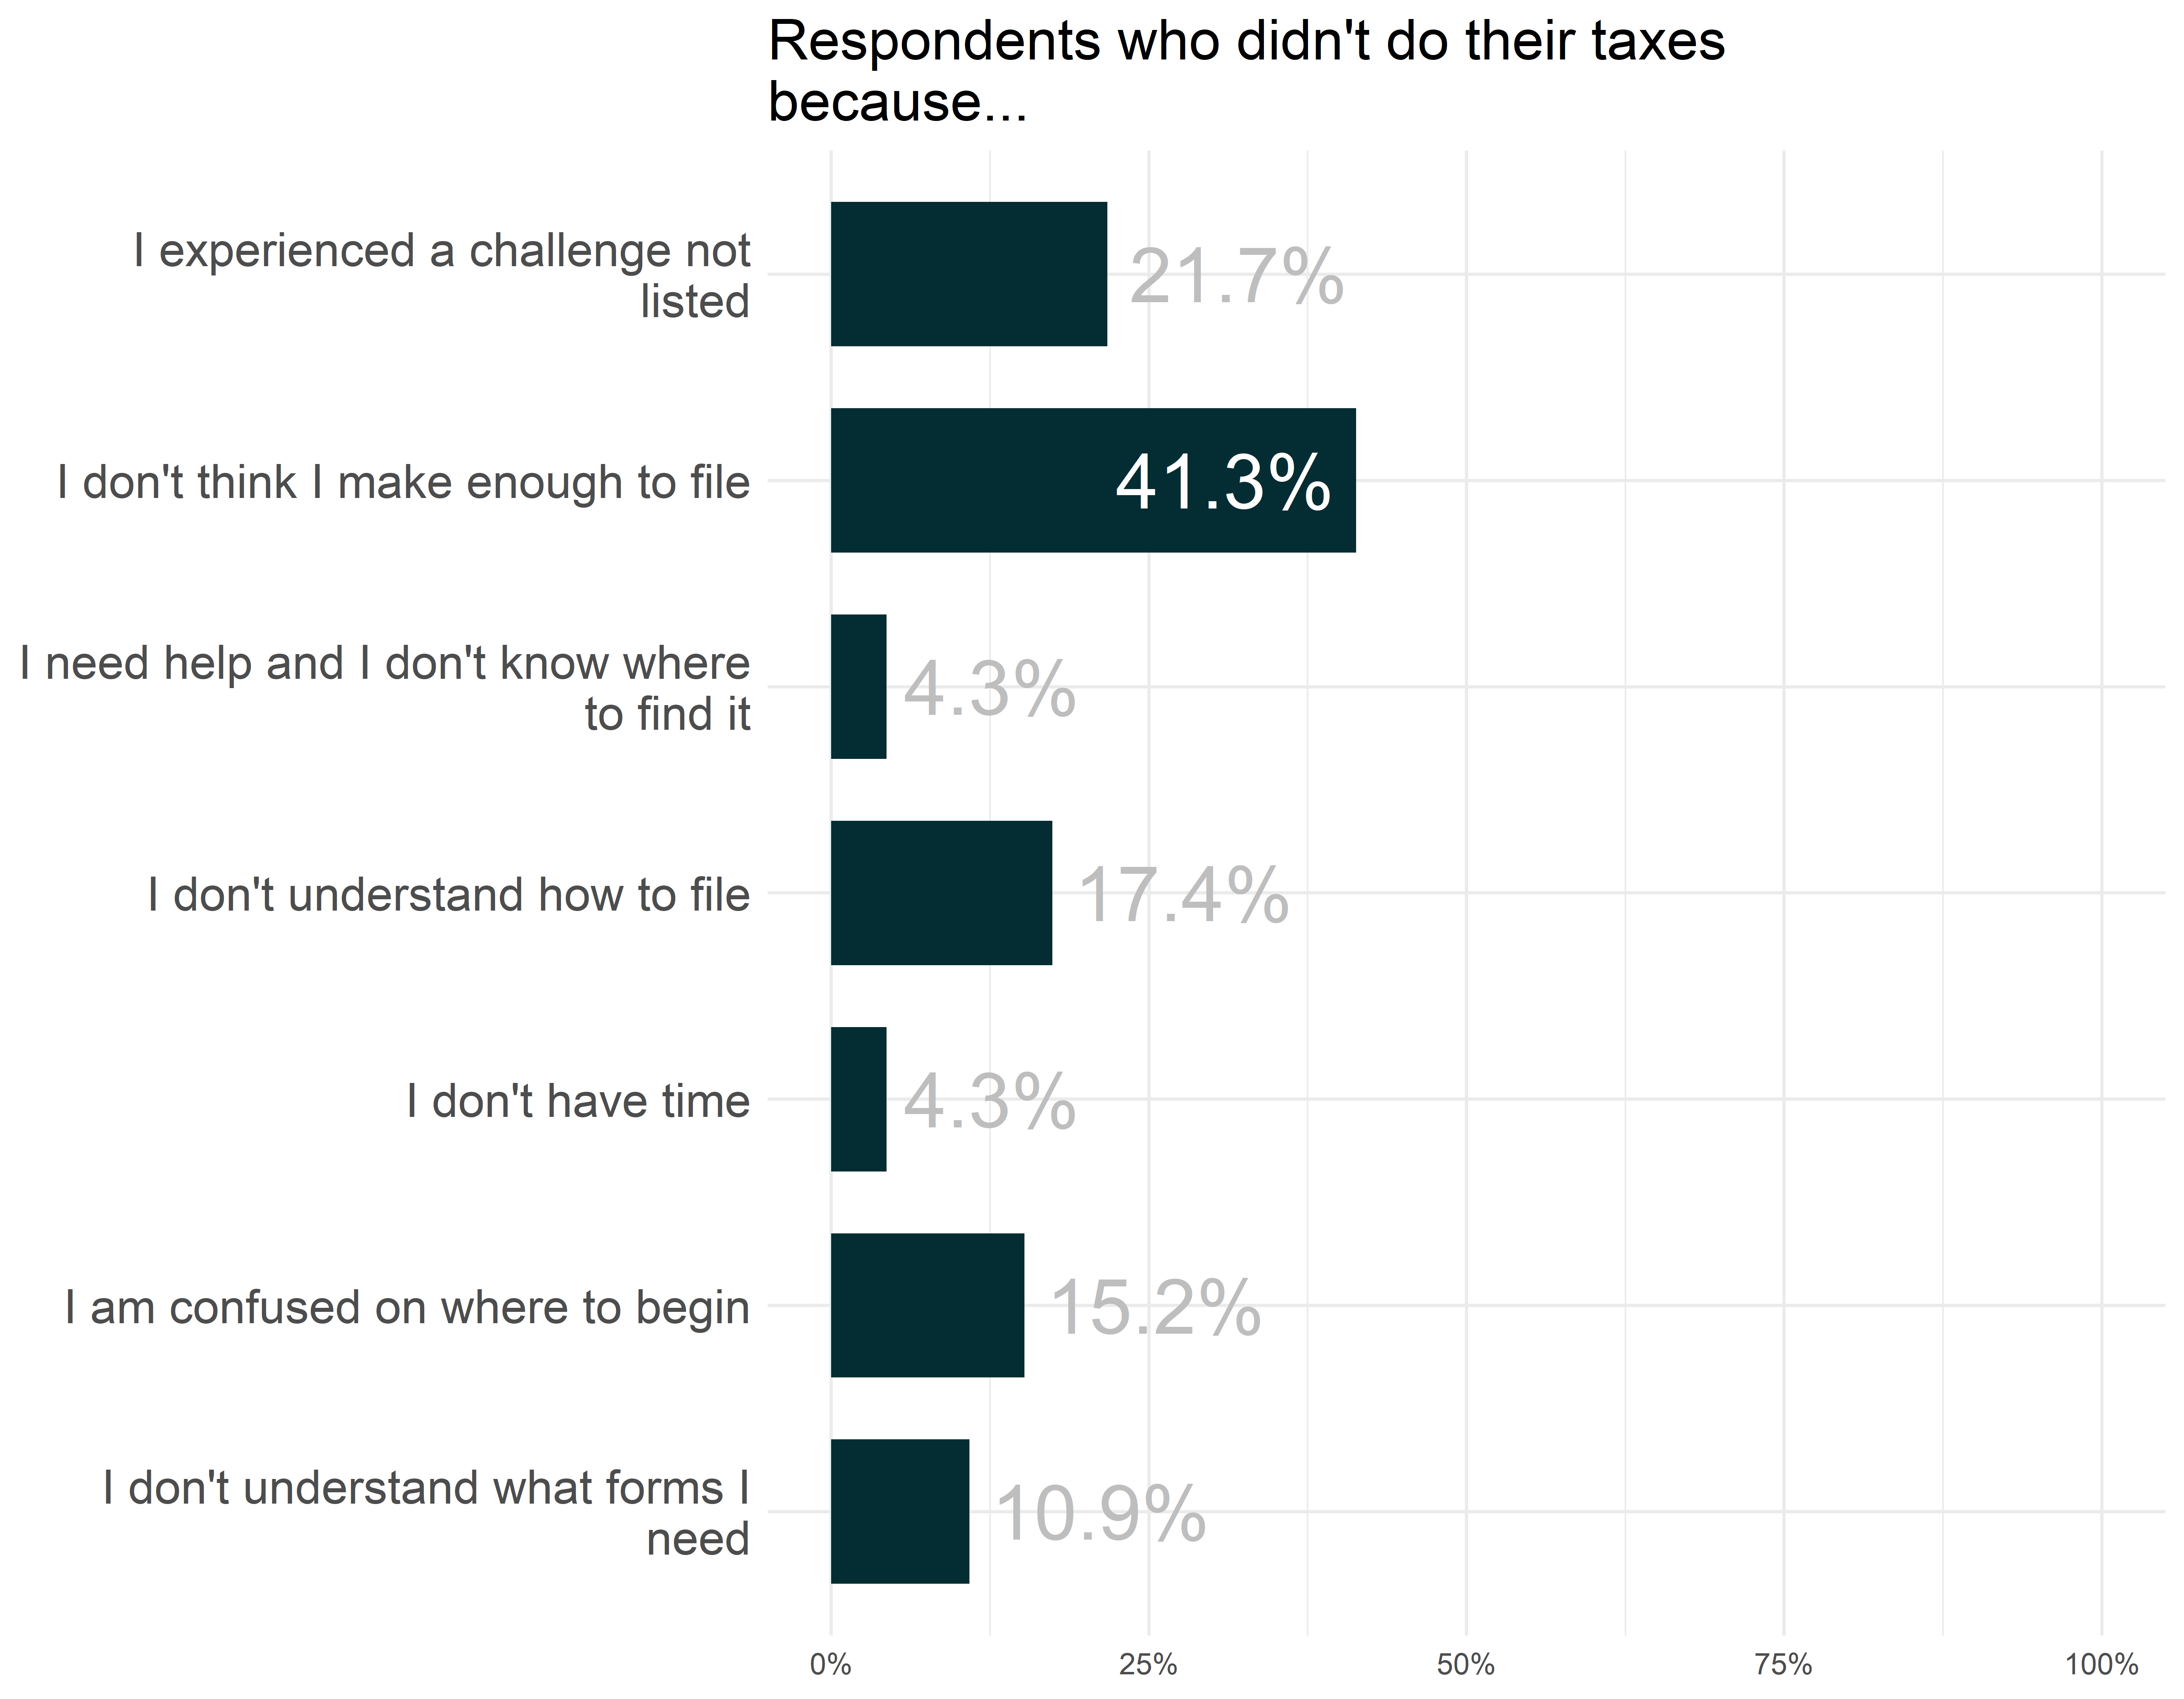 Respondents who didn't do their taxes
because...
I experienced a challenge not
listed
21.7%
I don't think I make enough to file
41.3%
I need help and I don't know where
to find it
4.3%
I don't understand how to file
17.4%
I don't have time
4.3%
I am confused on where to begin
15.2%
I don't understand what forms I
need
10.9%
0% 25% 50% 75% 100%